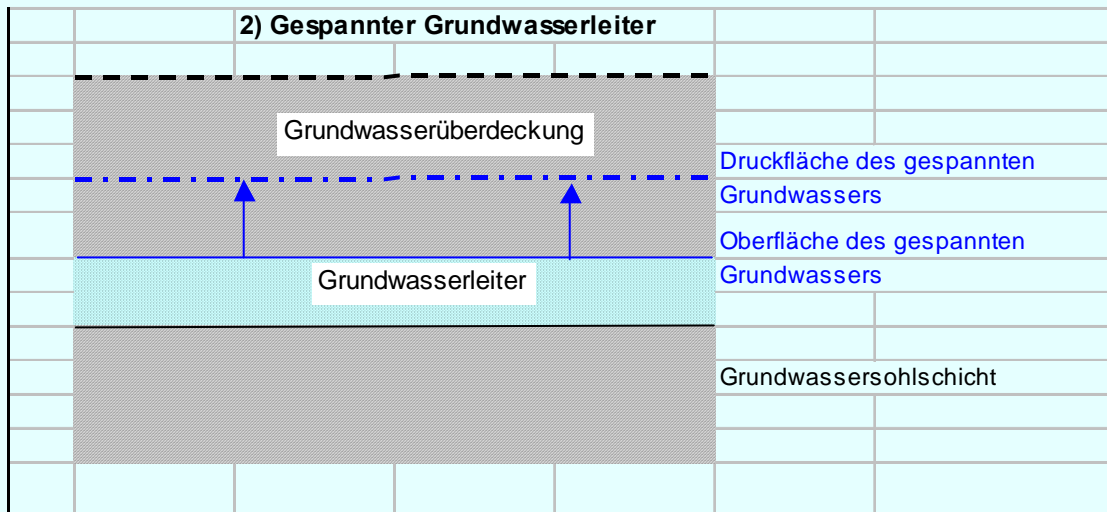 2) Gespannter Grundwasserleiter
Grundwasserüberdeckung
Druckfläche des gespannten
Grundwassers
Oberfläche des gespannten
Grundwasserleiter
Grundwassers
Grundwassersohlschicht